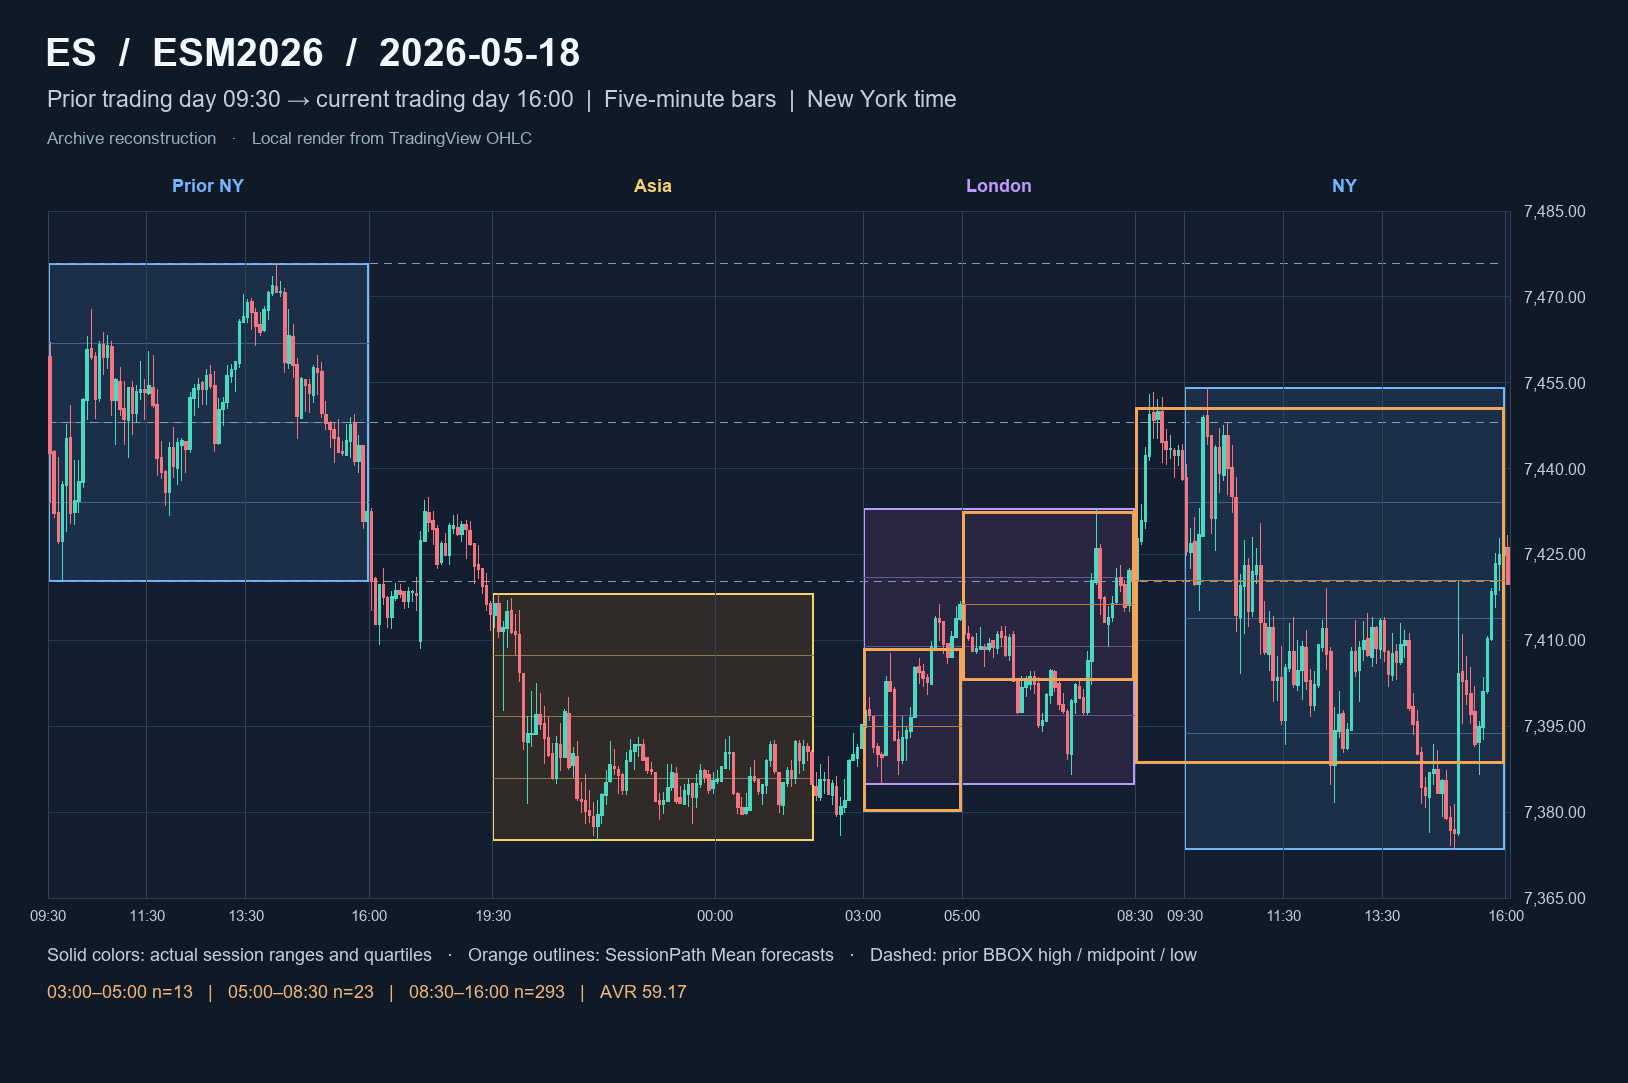 ES / ESM2026 / 2026-05-18
Prior trading day 09:30 → current trading day 16:00 | Five-minute bars | New York time
Archive reconstruction · Local render from TradingView OHLC
Prior NY Asia London NY
7,485.00
7,470.00
7,455.00
7,440.00
7,425.00
7,410.00
7,395.00
7,380.00
7,365.00
09:30 11:30 13:30 16:00 19:30 00:00 03:00 05:00 08:30 09:30 11:30 13:30 16:00
Solid colors: actual session ranges and quartiles · Orange outlines: SessionPath Mean forecasts · Dashed: prior BBOX high / midpoint / low
03:00–05:00 n=13 | 05:00–08:30 n=23 | 08:30–16:00 n=293 | AVR 59.17